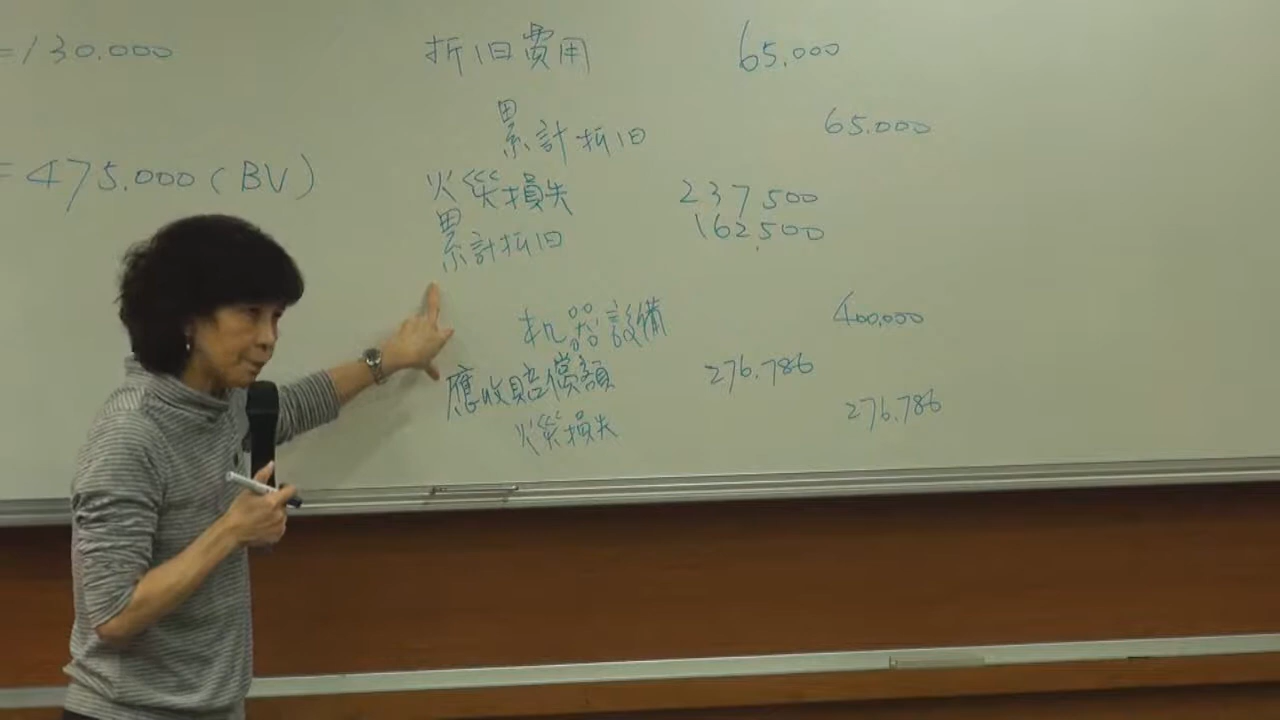 =130.000
=475.000(BV)
折旧費用 65.000
累計折旧 65.000
火災損失 237500
累計折旧 162.500
机器設備 400.000
應收賠償額 276.786
火災損失 276.786